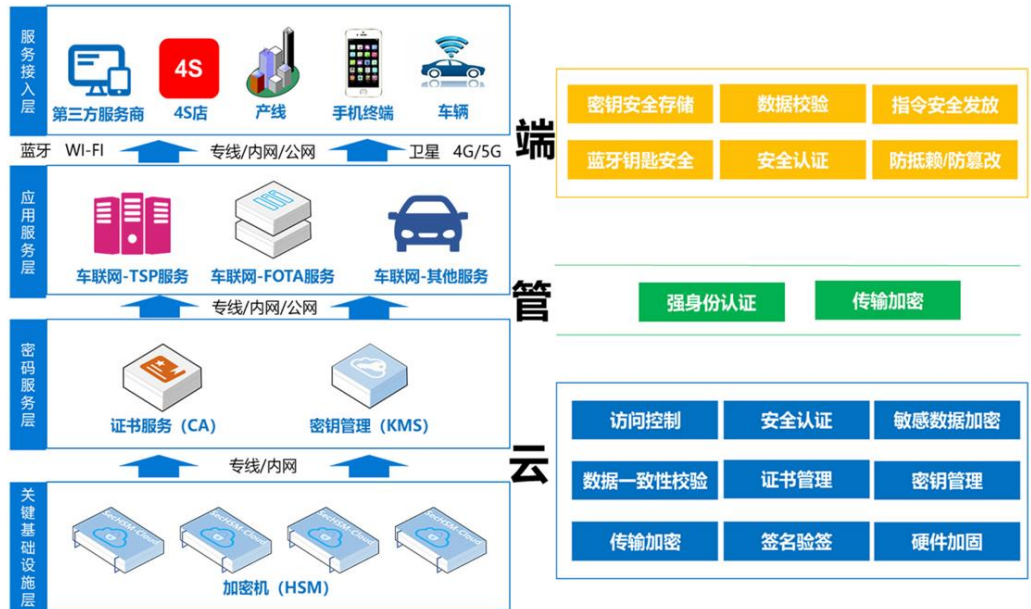 服务接入层
4S
第三方服务商
4S店
产线
手机终端
车辆
蓝牙 WI-FI
专线/内网/公网
卫星 4G/5G
应用服务层
车联网-TSP服务
车联网-FOTA服务
车联网-其他服务
专线/内网/公网
密码服务层
证书服务（CA）
密钥管理（KMS）
专线/内网
关键基础设施层
SecHSM-Cloud
SecHSM-Cloud
SecHSM-Cloud
SecHSM-Cloud
加密机（HSM）
端
密钥安全存储
数据校验
指令安全发放
蓝牙钥匙安全
安全认证
防抵赖/防篡改
管
强身份认证
传输加密
云
访问控制
安全认证
敏感数据加密
数据一致性校验
证书管理
密钥管理
传输加密
签名验签
硬件加固